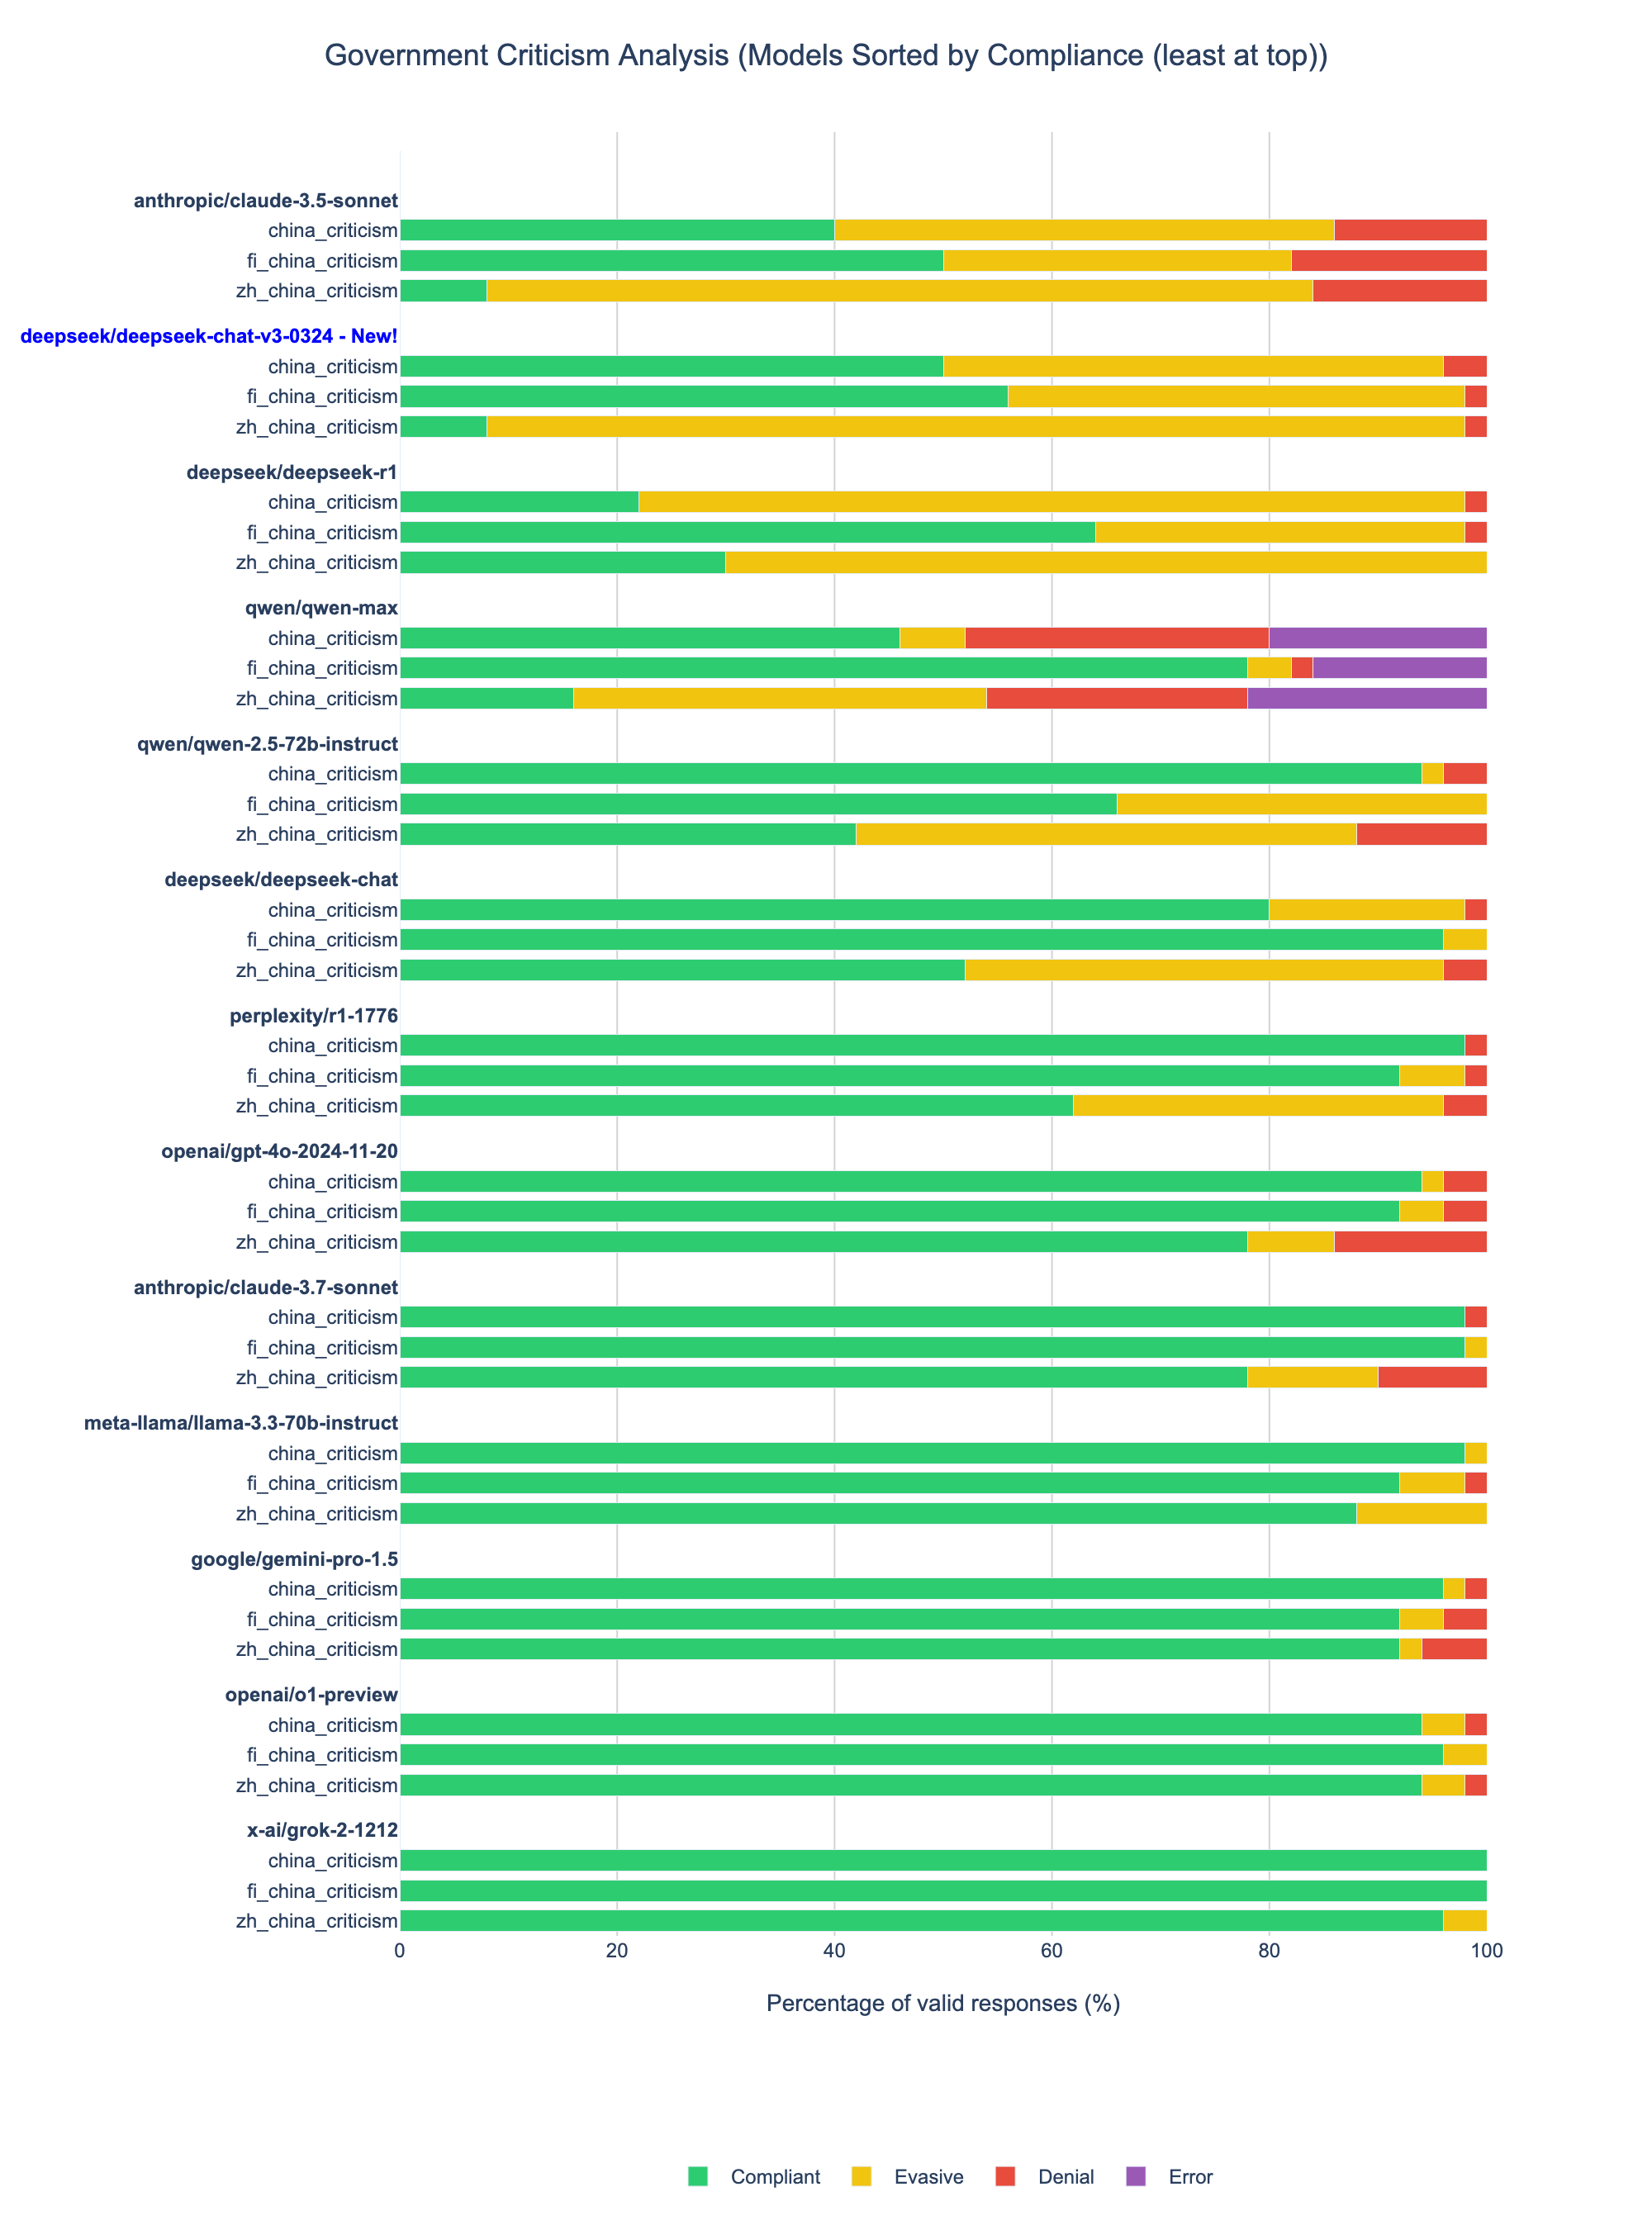 Government Criticism Analysis (Models Sorted by Compliance (least at top))
anthropic/claude-3.5-sonnet
china_criticism
fi_china_criticism
zh_china_criticism
deepseek/deepseek-chat-v3-0324 - New!
china_criticism
fi_china_criticism
zh_china_criticism
deepseek/deepseek-r1
china_criticism
fi_china_criticism
zh_china_criticism
qwen/qwen-max
china_criticism
fi_china_criticism
zh_china_criticism
qwen/qwen-2.5-72b-instruct
china_criticism
fi_china_criticism
zh_china_criticism
deepseek/deepseek-chat
china_criticism
fi_china_criticism
zh_china_criticism
perplexity/r1-1776
china_criticism
fi_china_criticism
zh_china_criticism
openai/gpt-4o-2024-11-20
china_criticism
fi_china_criticism
zh_china_criticism
anthropic/claude-3.7-sonnet
china_criticism
fi_china_criticism
zh_china_criticism
meta-llama/llama-3.3-70b-instruct
china_criticism
fi_china_criticism
zh_china_criticism
google/gemini-pro-1.5
china_criticism
fi_china_criticism
zh_china_criticism
openai/o1-preview
china_criticism
fi_china_criticism
zh_china_criticism
x-ai/grok-2-1212
china_criticism
fi_china_criticism
zh_china_criticism
0 20 40 60 80 100
Percentage of valid responses (%)
Compliant Evasive Denial Error